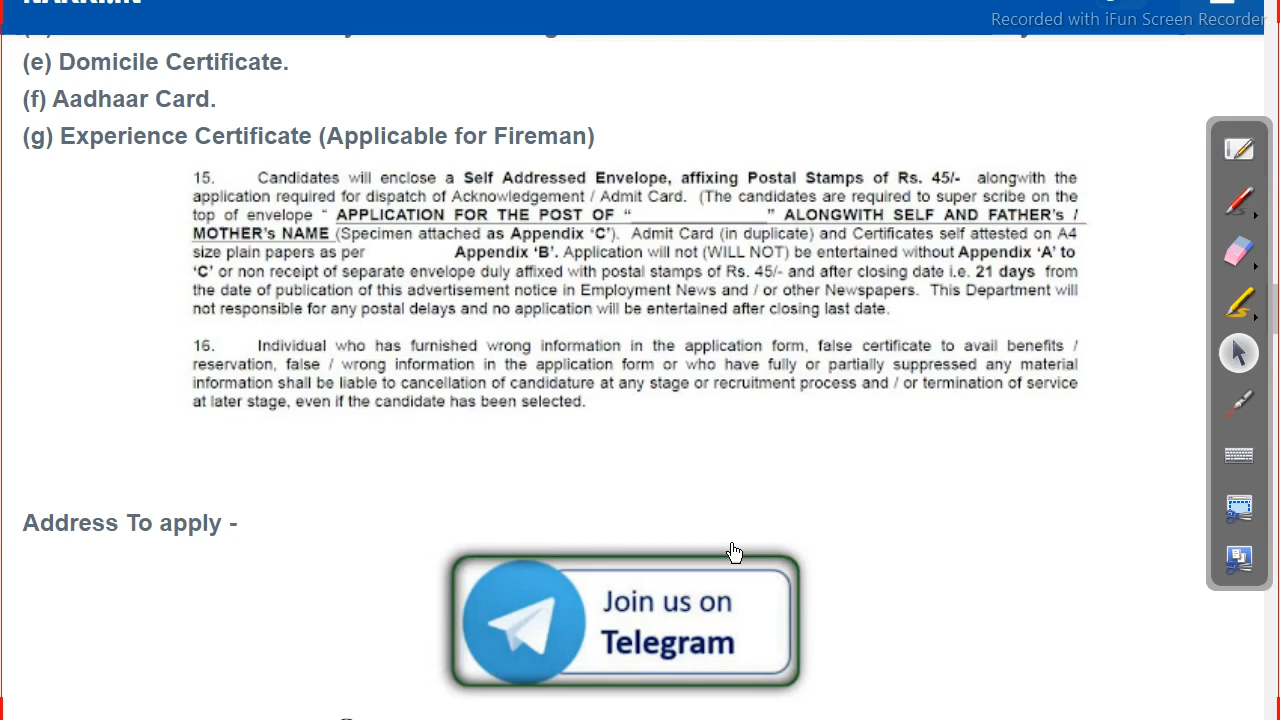 Recorded with iFun Screen Recorder
(e) Domicile Certificate.
(f) Aadhaar Card.
(g) Experience Certificate (Applicable for Fireman)
15. Candidates will enclose a Self Addressed Envelope, affixing Postal Stamps of Rs. 45/- alongwith the
application required for dispatch of Acknowledgement / Admit Card. (The candidates are required to super scribe on the
top of envelope " APPLICATION FOR THE POST OF "____________" ALONGWITH SELF AND FATHER's /
MOTHER's NAME (Specimen attached as Appendix 'C'). Admit Card (in duplicate) and Certificates self attested on A4
size plain papers as per Appendix 'B'. Application will not (WILL NOT) be entertained without Appendix 'A' to
'C' or non receipt of separate envelope duly affixed with postal stamps of Rs. 45/- and after closing date i.e. 21 days from
the date of publication of this advertisement notice in Employment News and / or other Newspapers. This Department will
not responsible for any postal delays and no application will be entertained after closing last date.
16. Individual who has furnished wrong information in the application form, false certificate to avail benefits /
reservation, false / wrong information in the application form or who have fully or partially suppressed any material
information shall be liable to cancellation of candidature at any stage or recruitment process and / or termination of service
at later stage, even if the candidate has been selected.
Address To apply -
Join us on
Telegram